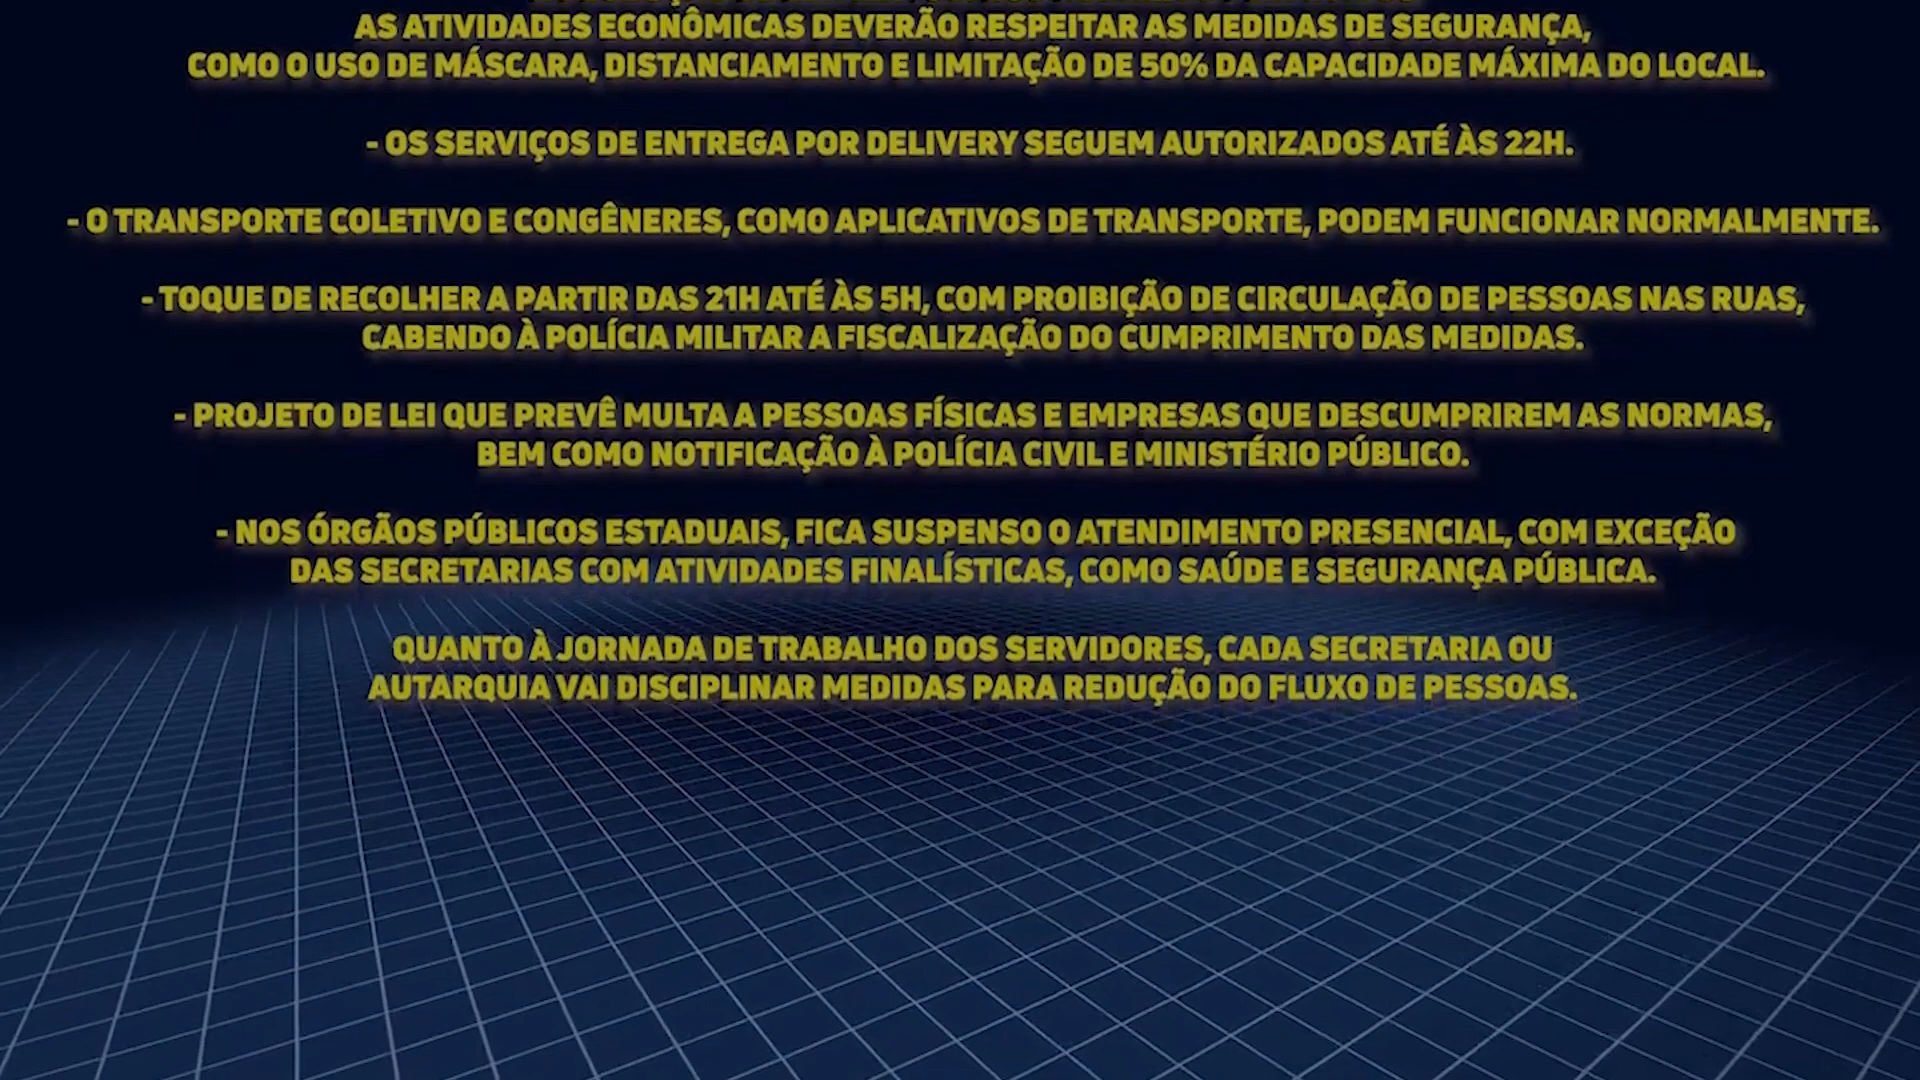 AS ATIVIDADES ECONÔMICAS DEVERÃO RESPEITAR AS MEDIDAS DE SEGURANÇA,
COMO O USO DE MÁSCARA, DISTANCIAMENTO E LIMITAÇÃO DE 50% DA CAPACIDADE MÁXIMA DO LOCAL.
- OS SERVIÇOS DE ENTREGA POR DELIVERY SEGUEM AUTORIZADOS ATÉ ÀS 22H.
- O TRANSPORTE COLETIVO E CONGÊNERES, COMO APLICATIVOS DE TRANSPORTE, PODEM FUNCIONAR NORMALMENTE.
- TOQUE DE RECOLHER A PARTIR DAS 21H ATÉ ÀS 5H, COM PROIBIÇÃO DE CIRCULAÇÃO DE PESSOAS NAS RUAS,
CABENDO À POLÍCIA MILITAR A FISCALIZAÇÃO DO CUMPRIMENTO DAS MEDIDAS.
- PROJETO DE LEI QUE PREVÊ MULTA A PESSOAS FÍSICAS E EMPRESAS QUE DESCUMPRIREM AS NORMAS,
BEM COMO NOTIFICAÇÃO À POLÍCIA CIVIL E MINISTÉRIO PÚBLICO.
- NOS ÓRGÃOS PÚBLICOS ESTADUAIS, FICA SUSPENSO O ATENDIMENTO PRESENCIAL, COM EXCEÇÃO
DAS SECRETARIAS COM ATIVIDADES FINALÍSTICAS, COMO SAÚDE E SEGURANÇA PÚBLICA.
QUANTO À JORNADA DE TRABALHO DOS SERVIDORES, CADA SECRETARIA OU
AUTARQUIA VAI DISCIPLINAR MEDIDAS PARA REDUÇÃO DO FLUXO DE PESSOAS.